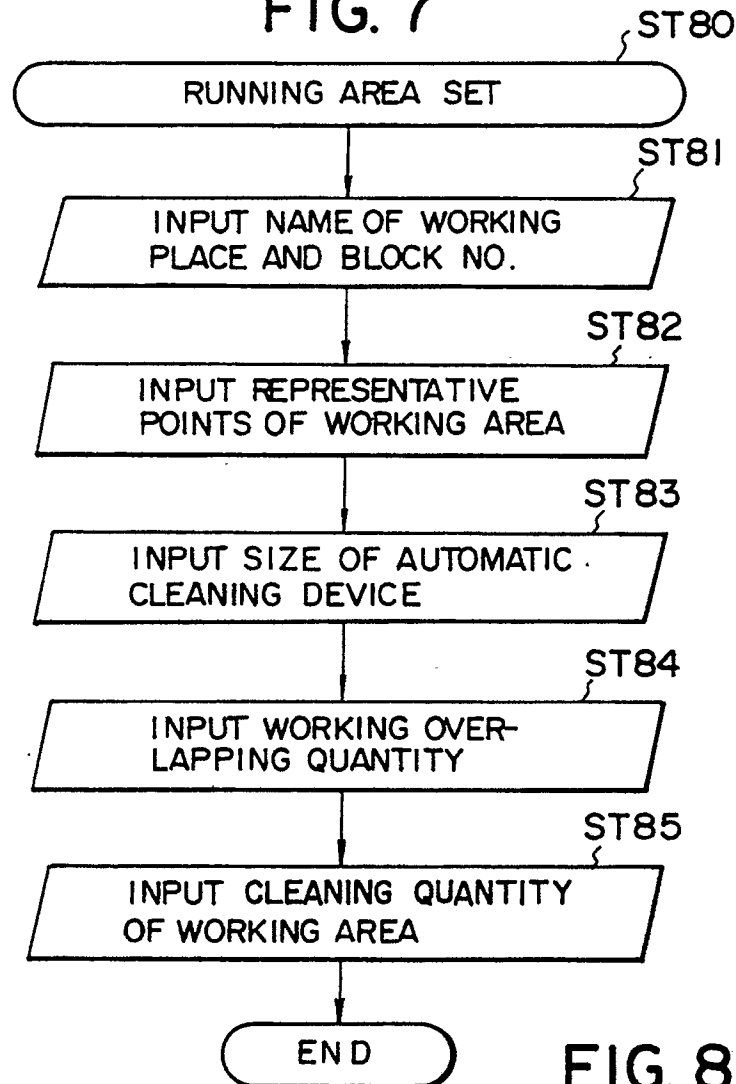 FIG. 7
ST80
RUNNING AREA SET
ST81
INPUT NAME OF WORKING
PLACE AND BLOCK NO.
ST82
INPUT REPRESENTATIVE
POINTS OF WORKING AREA
ST83
INPUT SIZE OF AUTOMATIC
CLEANING DEVICE
ST84
INPUT WORKING OVER-
LAPPING QUANTITY
ST85
INPUT CLEANING QUANTITY
OF WORKING AREA
END
FIG. 8